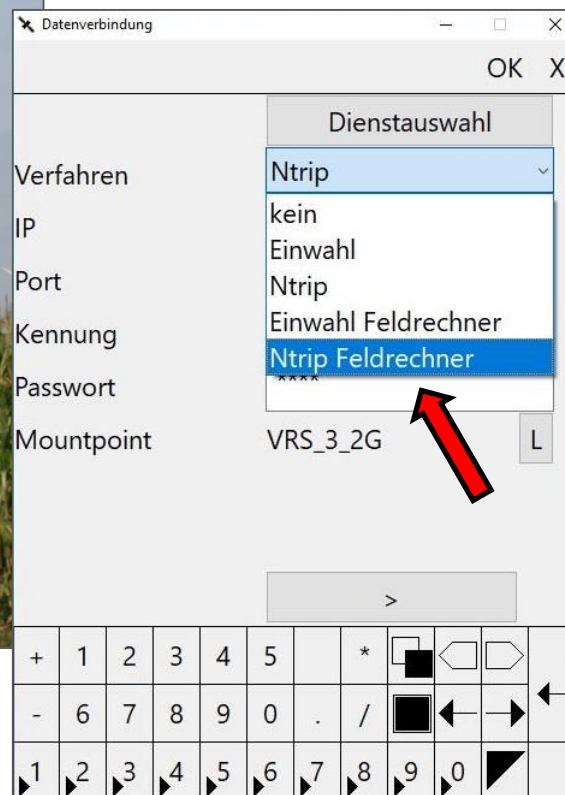 Datenverbindung
OK X
Dienstauswahl
Verfahren Ntrip
kein
IP
Einwahl
Port Ntrip
Kennung Einwahl Feldrechner
Ntrip Feldrechner
Passwort ****
Mountpoint VRS_3_2G L
>
+ 1 2 3 4 5 *
- 6 7 8 9 0 . /
1 2 3 4 5 6 7 8 9 0